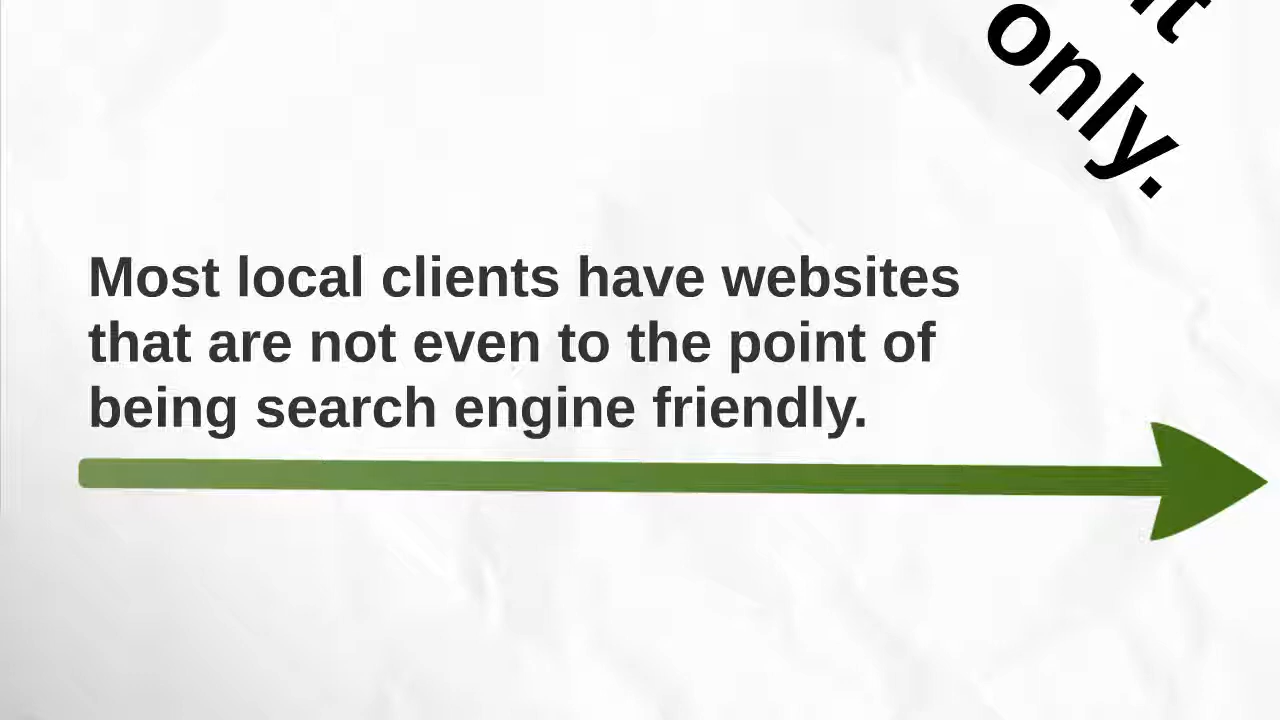 only.
Most local clients have websites
that are not even to the point of
being search engine friendly.